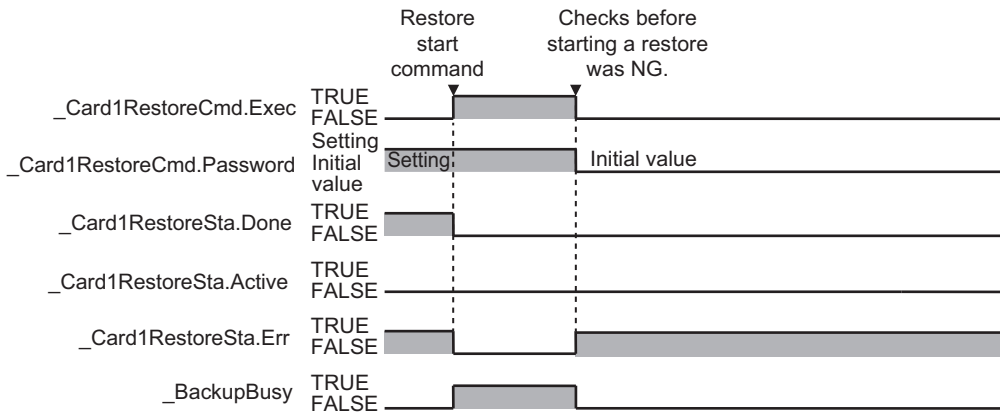 Restore start command
Checks before starting a restore was NG.
_Card1RestoreCmd.Exec
TRUE
FALSE
_Card1RestoreCmd.Password
Setting
Initial value
Setting
Initial value
_Card1RestoreSta.Done
TRUE
FALSE
_Card1RestoreSta.Active
TRUE
FALSE
_Card1RestoreSta.Err
TRUE
FALSE
_BackupBusy
TRUE
FALSE